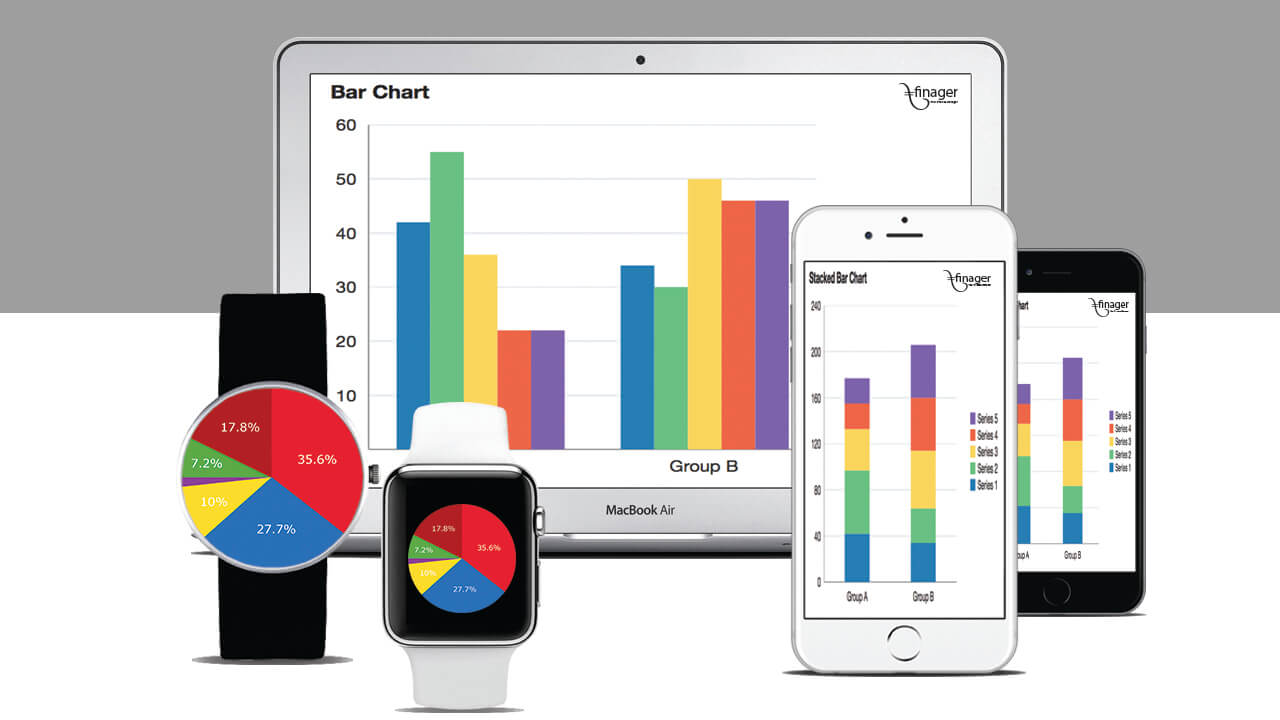 Bar Chart
finager
60
50
40
30
20
10
Group B
MacBook Air
17.8%
35.6%
7.2%
10%
27.7%
17.8%
35.6%
7.2%
10%
27.7%
Stacked Bar Chart
finager
240
200
160
120
80
40
0
Series 5
Series 4
Series 3
Series 2
Series 1
Group A
Group B
finager
Chart
Series 5
Series 4
Series 3
Series 2
Series 1
up A
Group B